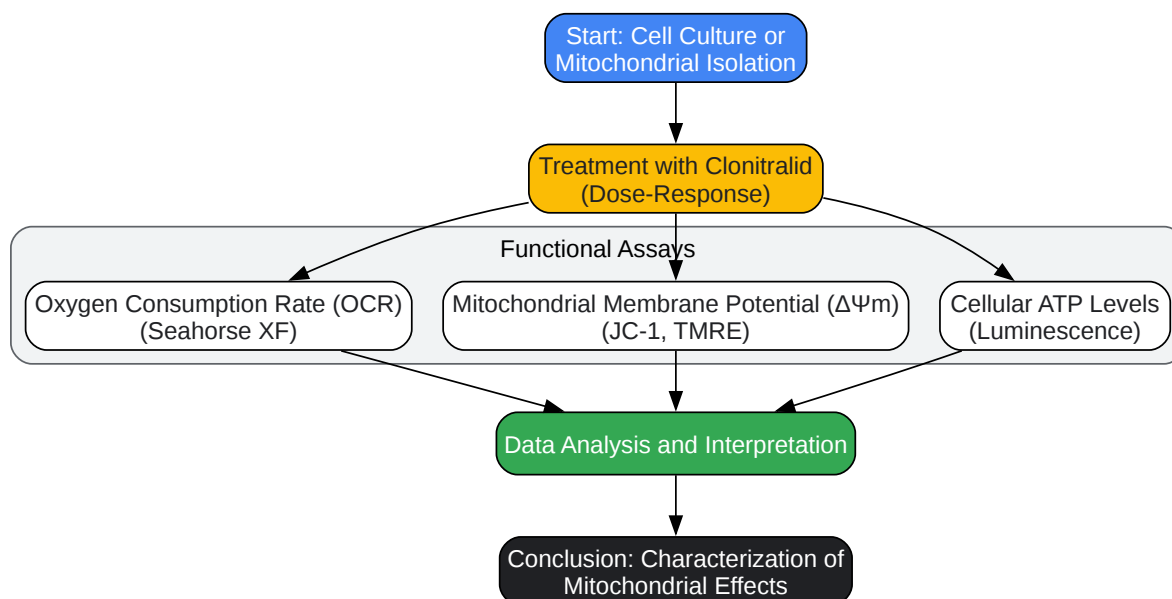 Start: Cell Culture or
Mitochondrial Isolation
Treatment with Clonitralid
(Dose-Response)
Functional Assays
Oxygen Consumption Rate (OCR)
(Seahorse XF)
Mitochondrial Membrane Potential (ΔΨm)
(JC-1, TMRE)
Cellular ATP Levels
(Luminescence)
Data Analysis and Interpretation
Conclusion: Characterization of
Mitochondrial Effects